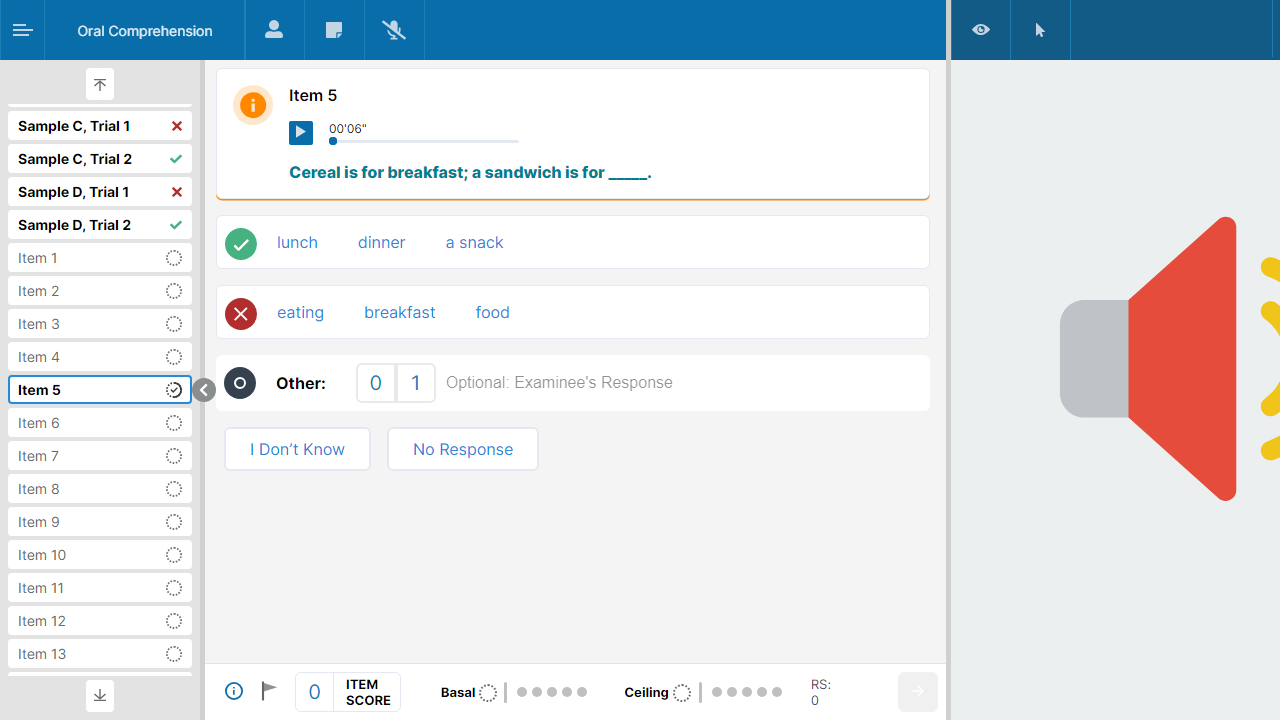 Oral Comprehension
Sample C, Trial 1
Sample C, Trial 2
Sample D, Trial 1
Sample D, Trial 2
Item 1
Item 2
Item 3
Item 4
Item 5
Item 6
Item 7
Item 8
Item 9
Item 10
Item 11
Item 12
Item 13
Item 5
00'06"
Cereal is for breakfast; a sandwich is for _____.
lunch dinner a snack
eating breakfast food
Other: 0 1 Optional: Examinee's Response
I Don’t Know No Response
0 ITEM SCORE
Basal
Ceiling
RS:
0